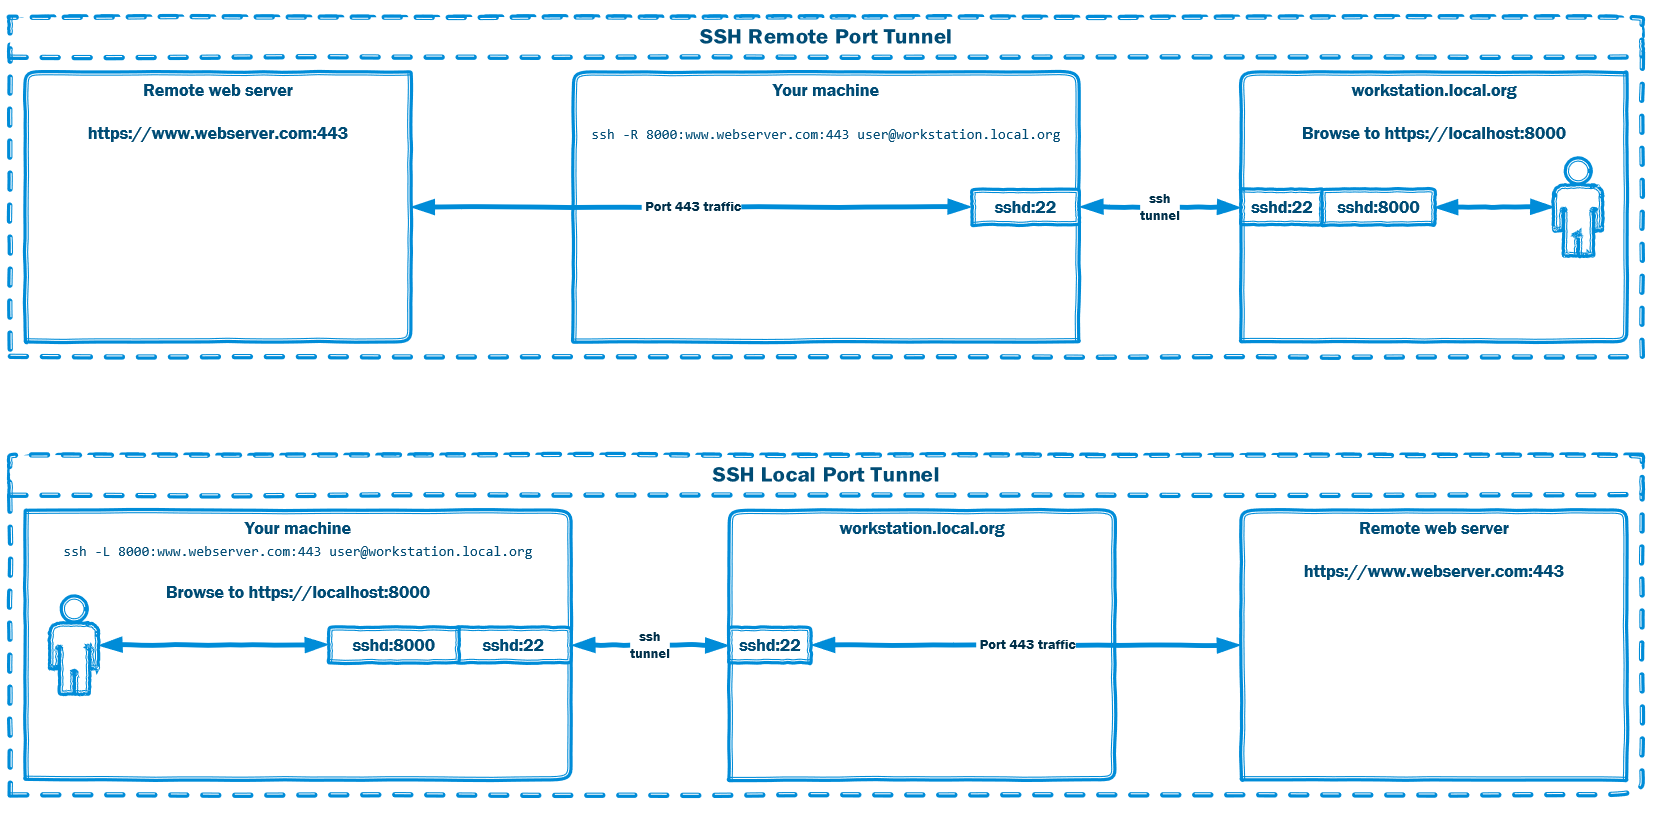 SSH Remote Port Tunnel
Remote web server
https://www.webserver.com:443
Your machine
ssh -R 8000:www.webserver.com:443 user@workstation.local.org
workstation.local.org
Browse to https://localhost:8000
Port 443 traffic
sshd:22
ssh
tunnel
sshd:22
sshd:8000
SSH Local Port Tunnel
Your machine
ssh -L 8000:www.webserver.com:443 user@workstation.local.org
Browse to https://localhost:8000
sshd:8000
sshd:22
ssh
tunnel
workstation.local.org
sshd:22
Port 443 traffic
Remote web server
https://www.webserver.com:443